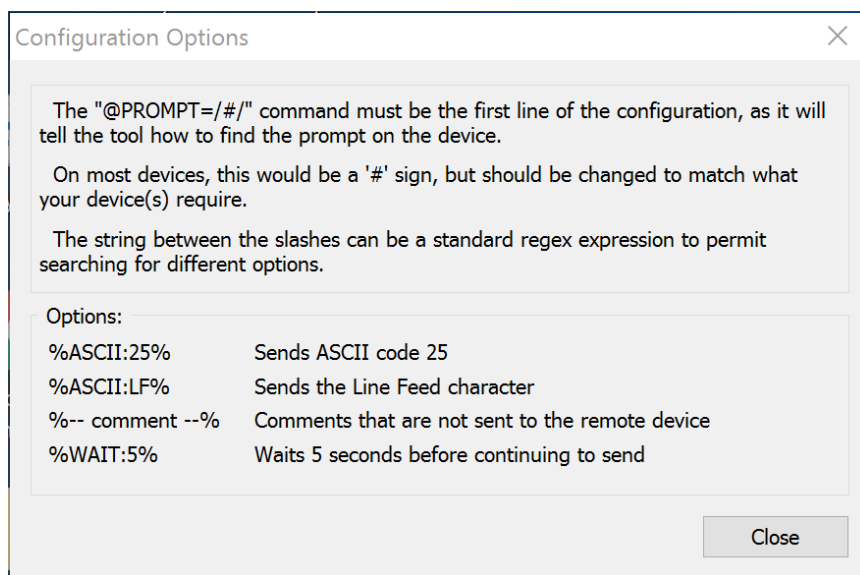 Configuration Options
The "@PROMPT=/#/" command must be the first line of the configuration, as it will
tell the tool how to find the prompt on the device.
On most devices, this would be a '#' sign, but should be changed to match what
your device(s) require.
The string between the slashes can be a standard regex expression to permit
searching for different options.
Options:
%ASCII:25% Sends ASCII code 25
%ASCII:LF% Sends the Line Feed character
%-- comment --% Comments that are not sent to the remote device
%WAIT:5% Waits 5 seconds before continuing to send
Close